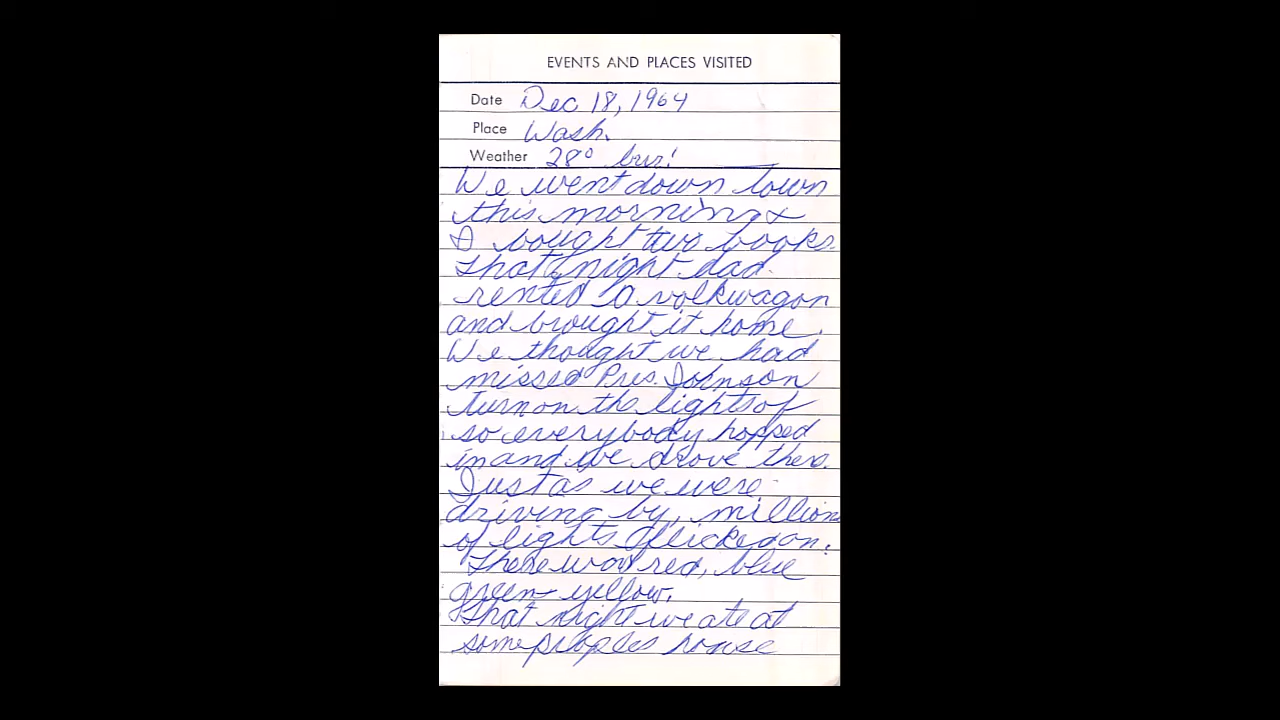 EVENTS AND PLACES VISITED
Date Dec 18, 1964
Place Wash.
Weather 28° brr!
We went down town
this morning &
I bought two books.
That night dad
rented a volkwagon
and brought it home.
We thought we had
missed Pres. Johnson
turn on the lights of
so everybody hopped
in and we drove there.
Just as we were
driving by, millions
of lights flicked on.
There was red, blue
green yellow.
That night we ate at
some peoples house